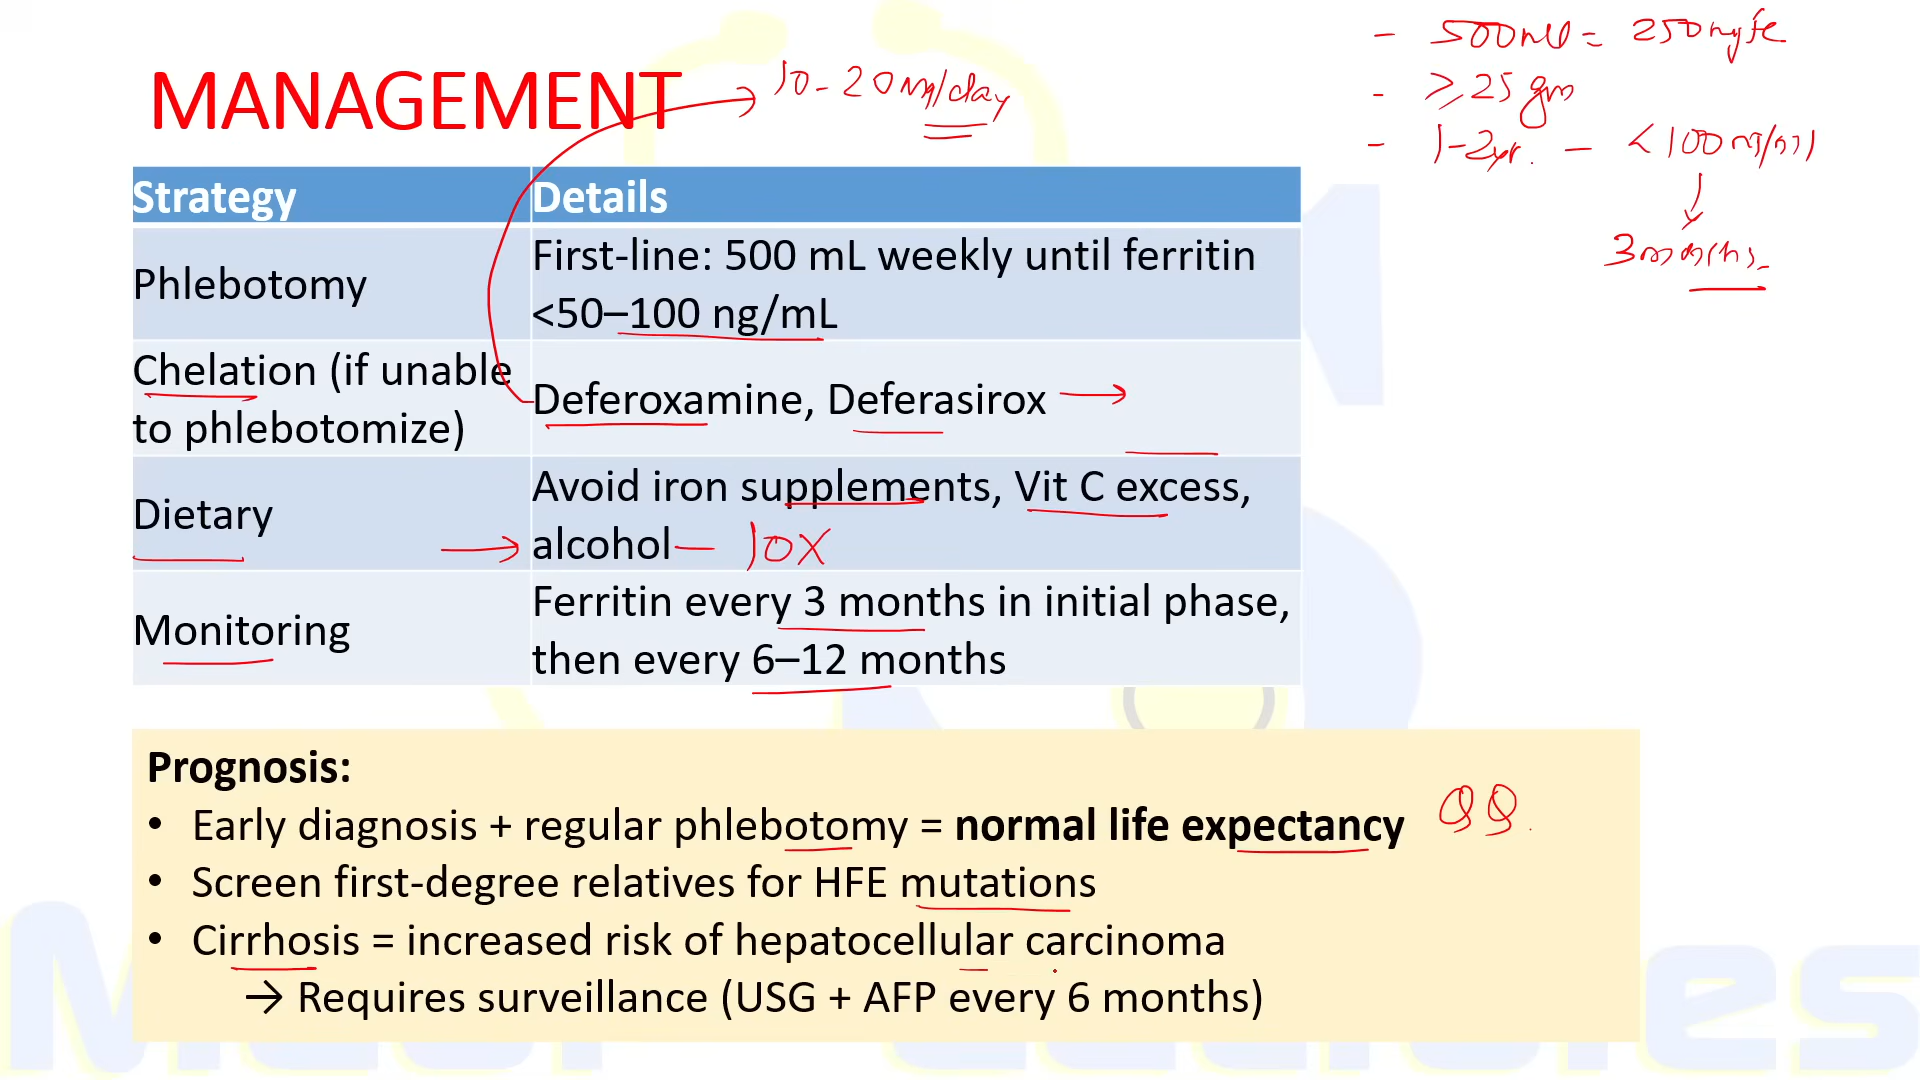 - 500ml = 250mg fe
MANAGEMENT
10-20mg/day
- ≥25 gm
- 1-2yr. - <100 ng/ml
3 months
Strategy Details
Phlebotomy First-line: 500 mL weekly until ferritin
<50–100 ng/mL
Chelation (if unable
to phlebotomize) Deferoxamine, Deferasirox →
Dietary Avoid iron supplements, Vit C excess,
→ alcohol — 10X
Monitoring Ferritin every 3 months in initial phase,
then every 6–12 months
Prognosis:
• Early diagnosis + regular phlebotomy = normal life expectancy
• Screen first-degree relatives for HFE mutations
• Cirrhosis = increased risk of hepatocellular carcinoma
→ Requires surveillance (USG + AFP every 6 months)